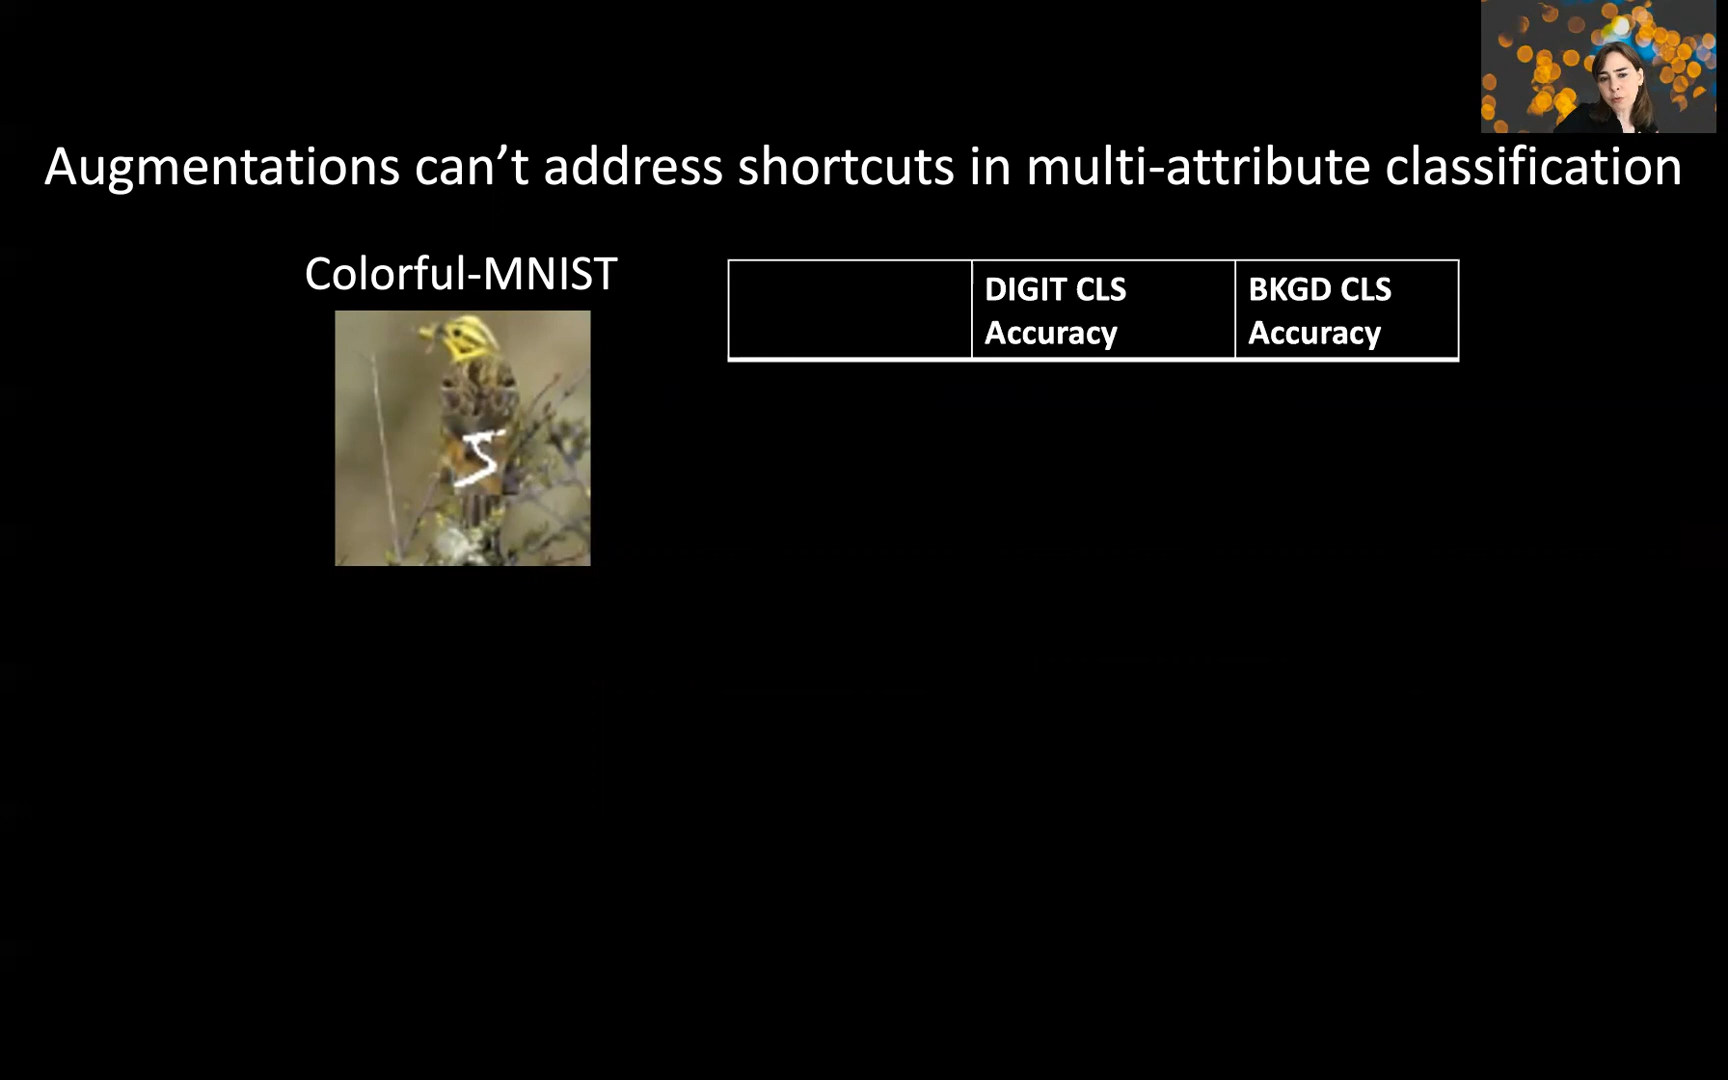 Augmentations can’t address shortcuts in multi-attribute classification
Colorful-MNIST
DIGIT CLS
Accuracy
BKGD CLS
Accuracy
5